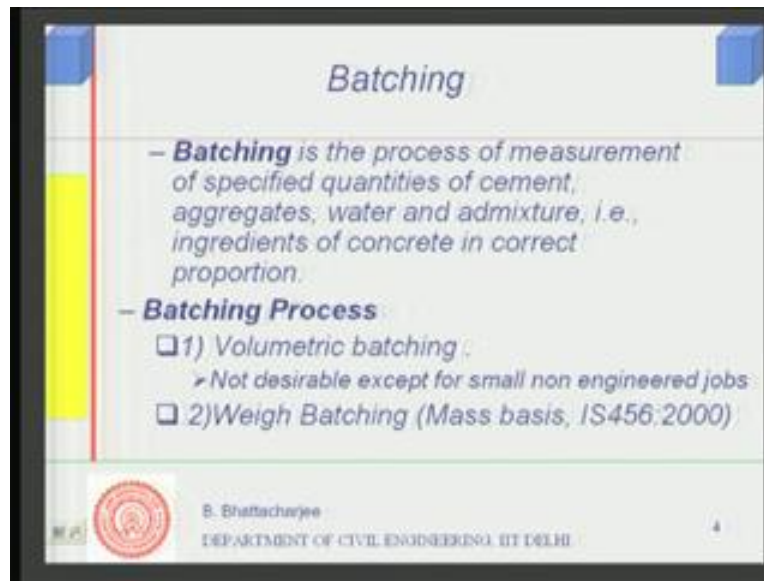 Batching
– Batching is the process of measurement
of specified quantities of cement,
aggregates, water and admixture, i.e.,
ingredients of concrete in correct
proportion.
– Batching Process
❑1) Volumetric batching .
➢Not desirable except for small non engineered jobs
❑ 2)Weigh Batching (Mass basis, IS456:2000)
B. Bhattacharjee
DEPARTMENT OF CIVIL ENGINEERING, IIT DELHI
4